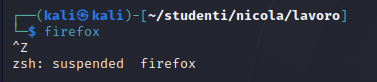 ┌──(kali㉿kali)-[~/studenti/nicola/lavoro]
└─$ firefox
^Z
zsh: suspended  firefox